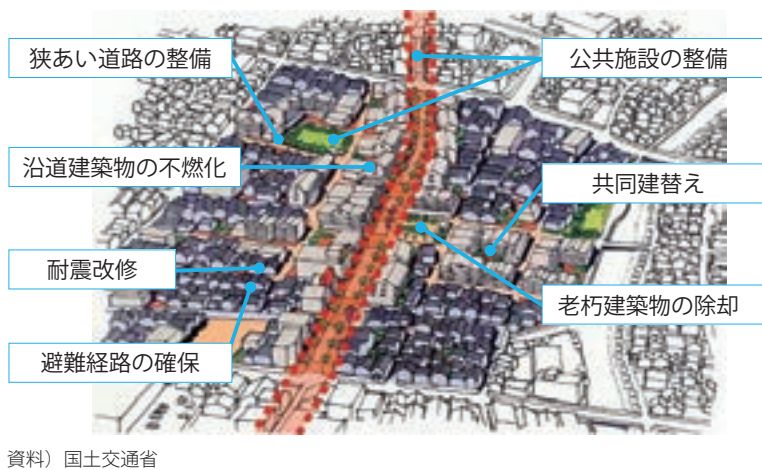 狭あい道路の整備
公共施設の整備
沿道建築物の不燃化
共同建替え
耐震改修
老朽建築物の除却
避難経路の確保
資料）国土交通省